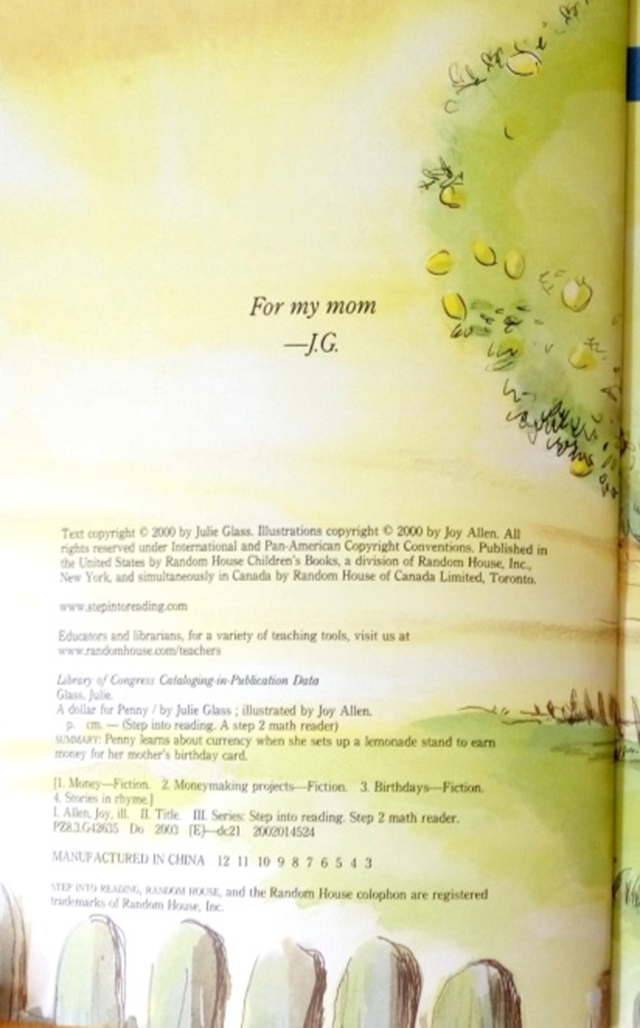 For my mom
—J.G.
Text copyright © 2000 by Julie Glass. Illustrations copyright © 2000 by Joy Allen. All
rights reserved under International and Pan-American Copyright Conventions. Published in
the United States by Random House Children's Books, a division of Random House, Inc.,
New York, and simultaneously in Canada by Random House of Canada Limited, Toronto.
www.stepintoreading.com
Educators and librarians, for a variety of teaching tools, visit us at
www.randomhouse.com/teachers
Library of Congress Cataloging-in-Publication Data
Glass, Julie.
A dollar for Penny / by Julie Glass ; illustrated by Joy Allen.
p. cm. — (Step into reading. A step 2 math reader)
SUMMARY: Penny learns about currency when she sets up a lemonade stand to earn
money for her mother's birthday card.
[1. Money—Fiction. 2. Moneymaking projects—Fiction. 3. Birthdays—Fiction.
4. Stories in rhyme.]
I. Allen, Joy, ill. II. Title. III. Series: Step into reading. Step 2 math reader.
PZ8.3.G42635 Do 2003 [E]—dc21 2002014524
MANUFACTURED IN CHINA 12 11 10 9 8 7 6 5 4 3
STEP INTO READING, RANDOM HOUSE, and the Random House colophon are registered
trademarks of Random House, Inc.